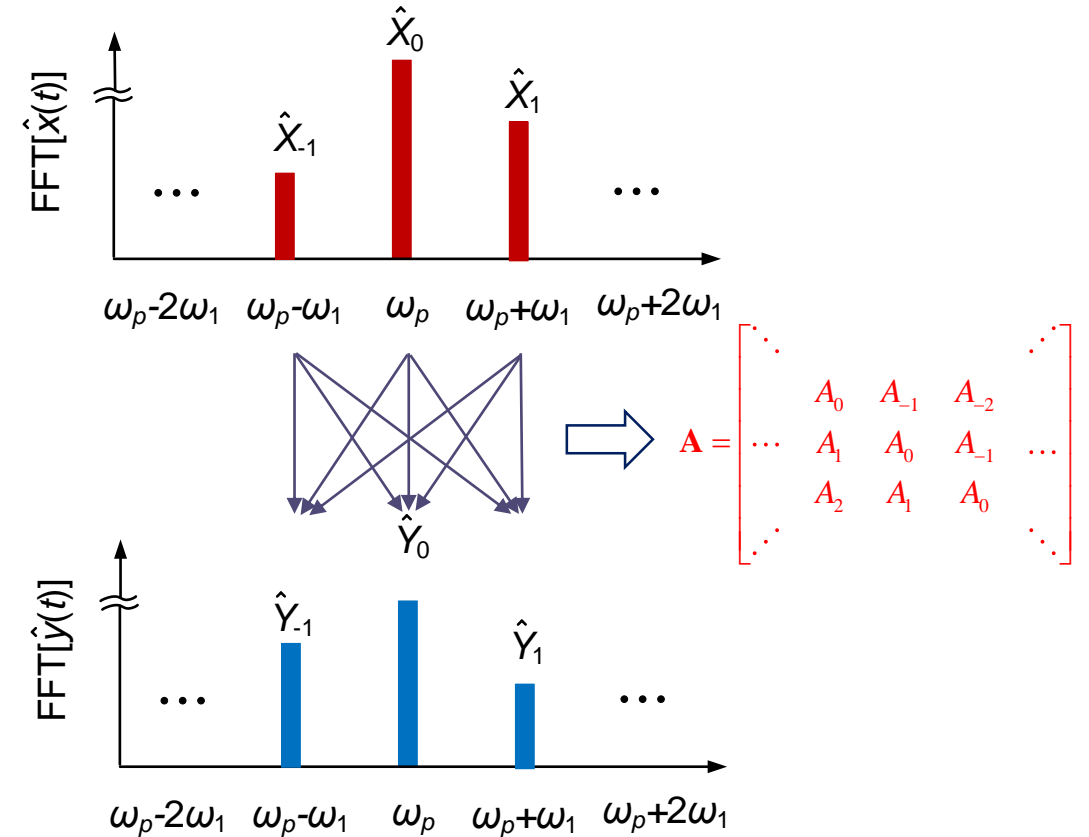 FFT[x̂(t)]
X̂₋₁
X̂₀
X̂₁
••• •••
ωₚ-2ω₁ ωₚ-ω₁ ωₚ ωₚ+ω₁ ωₚ+2ω₁
A = [ ⋱ ⋰
A₀ A₋₁ A₋₂
⋯ A₁ A₀ A₋₁ ⋯
A₂ A₁ A₀
⋱ ⋱ ]
FFT[ŷ(t)]
Ŷ₋₁
Ŷ₀
Ŷ₁
••• •••
ωₚ-2ω₁ ωₚ-ω₁ ωₚ ωₚ+ω₁ ωₚ+2ω₁